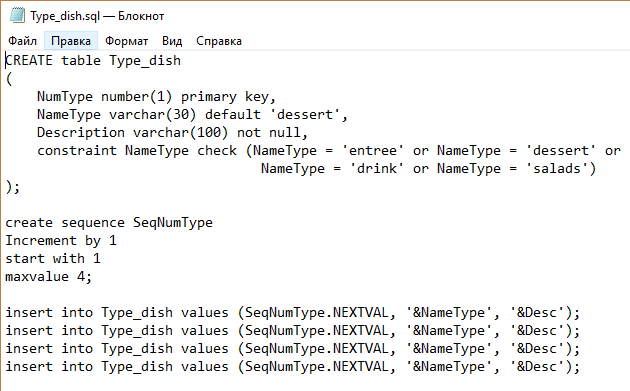 Type_dish.sql — Блокнот
Файл Правка Формат Вид Справка
CREATE table Type_dish
(
    NumType number(1) primary key,
    NameType varchar(30) default 'dessert',
    Description varchar(100) not null,
    constraint NameType check (NameType = 'entree' or NameType = 'dessert' or
                               NameType = 'drink' or NameType = 'salads')
);

create sequence SeqNumType
Increment by 1
start with 1
maxvalue 4;

insert into Type_dish values (SeqNumType.NEXTVAL, '&NameType', '&Desc');
insert into Type_dish values (SeqNumType.NEXTVAL, '&NameType', '&Desc');
insert into Type_dish values (SeqNumType.NEXTVAL, '&NameType', '&Desc');
insert into Type_dish values (SeqNumType.NEXTVAL, '&NameType', '&Desc');